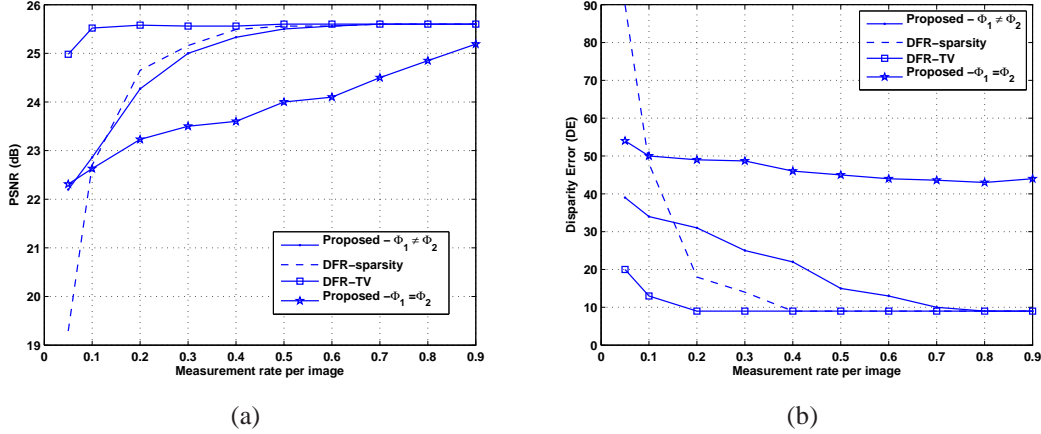 26
25
24
23
22
21
20
19
PSNR (dB)
0
0.1
0.2
0.3
0.4
0.5
0.6
0.7
0.8
0.9
Measurement rate per image
Proposed − Φ1 ≠ Φ2
DFR−sparsity
DFR−TV
Proposed −Φ1 =Φ2
(a)
90
80
70
60
50
40
30
20
10
0
Disparity Error (DE)
0
0.1
0.2
0.3
0.4
0.5
0.6
0.7
0.8
0.9
Measurement rate per image
Proposed − Φ1 ≠ Φ2
DFR−sparsity
DFR−TV
Proposed −Φ1 =Φ2
(b)